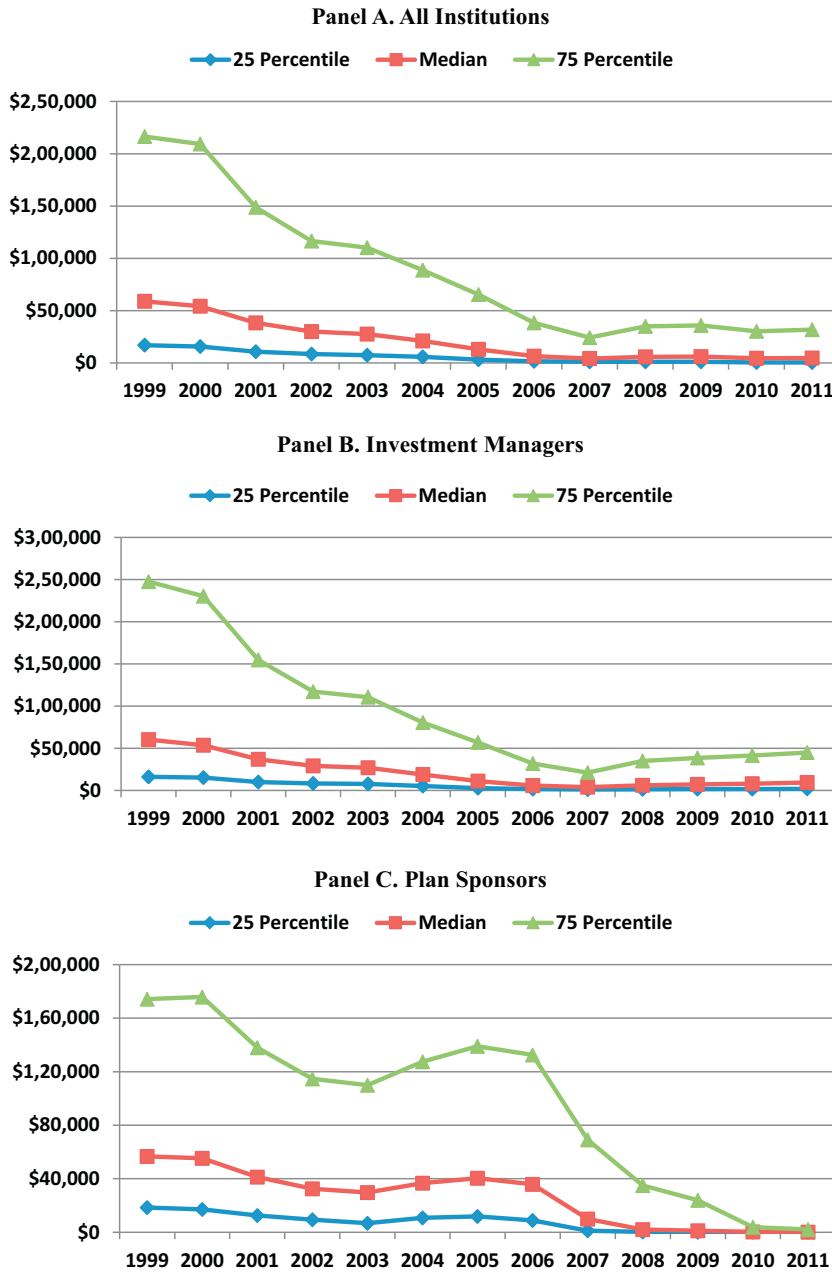 Panel A. All Institutions
25 Percentile Median 75 Percentile
$2,50,000
$2,00,000
$1,50,000
$1,00,000
$50,000
$0
1999 2000 2001 2002 2003 2004 2005 2006 2007 2008 2009 2010 2011
Panel B. Investment Managers
25 Percentile Median 75 Percentile
$3,00,000
$2,50,000
$2,00,000
$1,50,000
$1,00,000
$50,000
$0
1999 2000 2001 2002 2003 2004 2005 2006 2007 2008 2009 2010 2011
Panel C. Plan Sponsors
25 Percentile Median 75 Percentile
$2,00,000
$1,60,000
$1,20,000
$80,000
$40,000
$0
1999 2000 2001 2002 2003 2004 2005 2006 2007 2008 2009 2010 2011